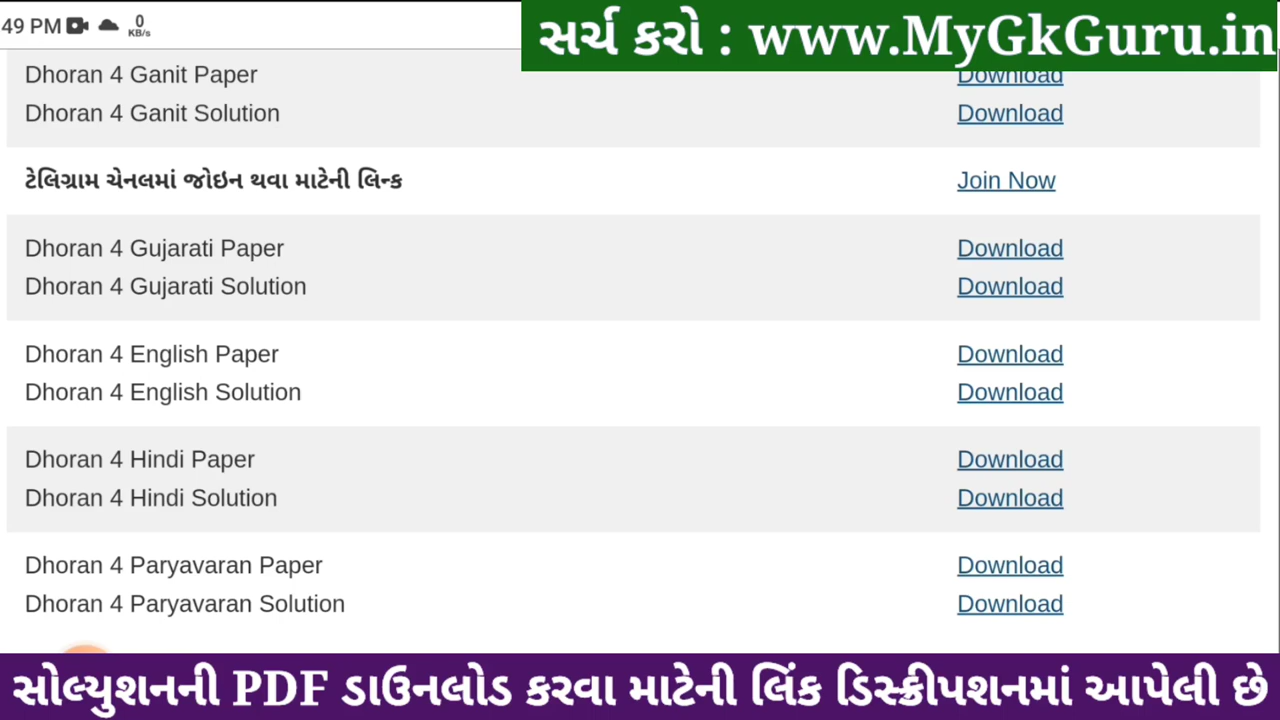 49 PM 0 KB/s
સર્ચ કરો : www.MyGkGuru.in
Dhoran 4 Ganit Paper Download
Dhoran 4 Ganit Solution Download
ટેલિગ્રામ ચેનલમાં જોઇન થવા માટેની લિન્ક Join Now
Dhoran 4 Gujarati Paper Download
Dhoran 4 Gujarati Solution Download
Dhoran 4 English Paper Download
Dhoran 4 English Solution Download
Dhoran 4 Hindi Paper Download
Dhoran 4 Hindi Solution Download
Dhoran 4 Paryavaran Paper Download
Dhoran 4 Paryavaran Solution Download
સોલ્યુશનની PDF ડાઉનલોડ કરવા માટેની લિંક ડિસ્ક્રીપશનમાં આપેલી છે